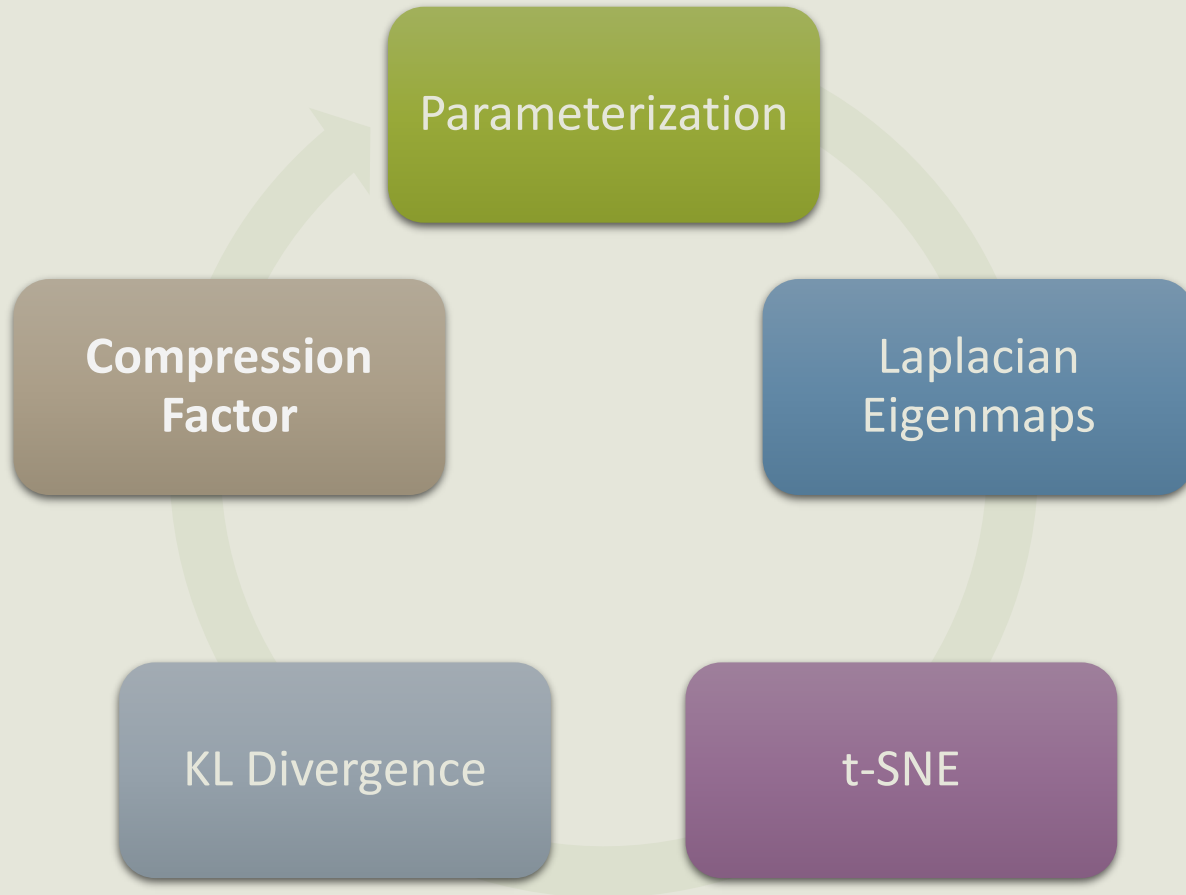 Parameterization
Compression
Factor
Laplacian
Eigenmaps
KL Divergence
t-SNE